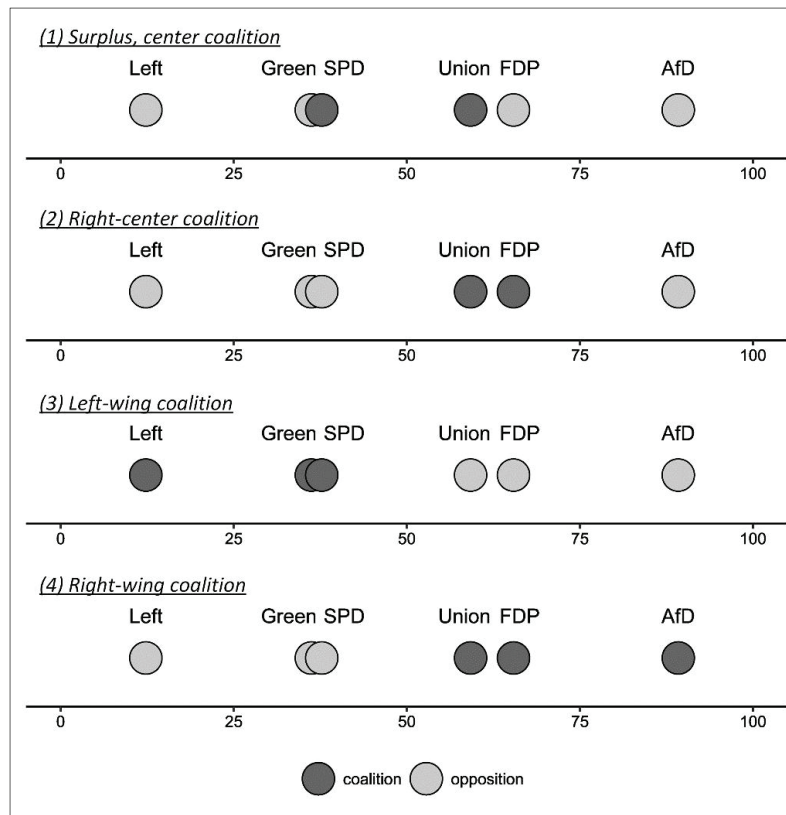 (1) Surplus, center coalition
Left Green SPD Union FDP AfD
0 25 50 75 100
(2) Right-center coalition
Left Green SPD Union FDP AfD
0 25 50 75 100
(3) Left-wing coalition
Left Green SPD Union FDP AfD
0 25 50 75 100
(4) Right-wing coalition
Left Green SPD Union FDP AfD
0 25 50 75 100
coalition opposition